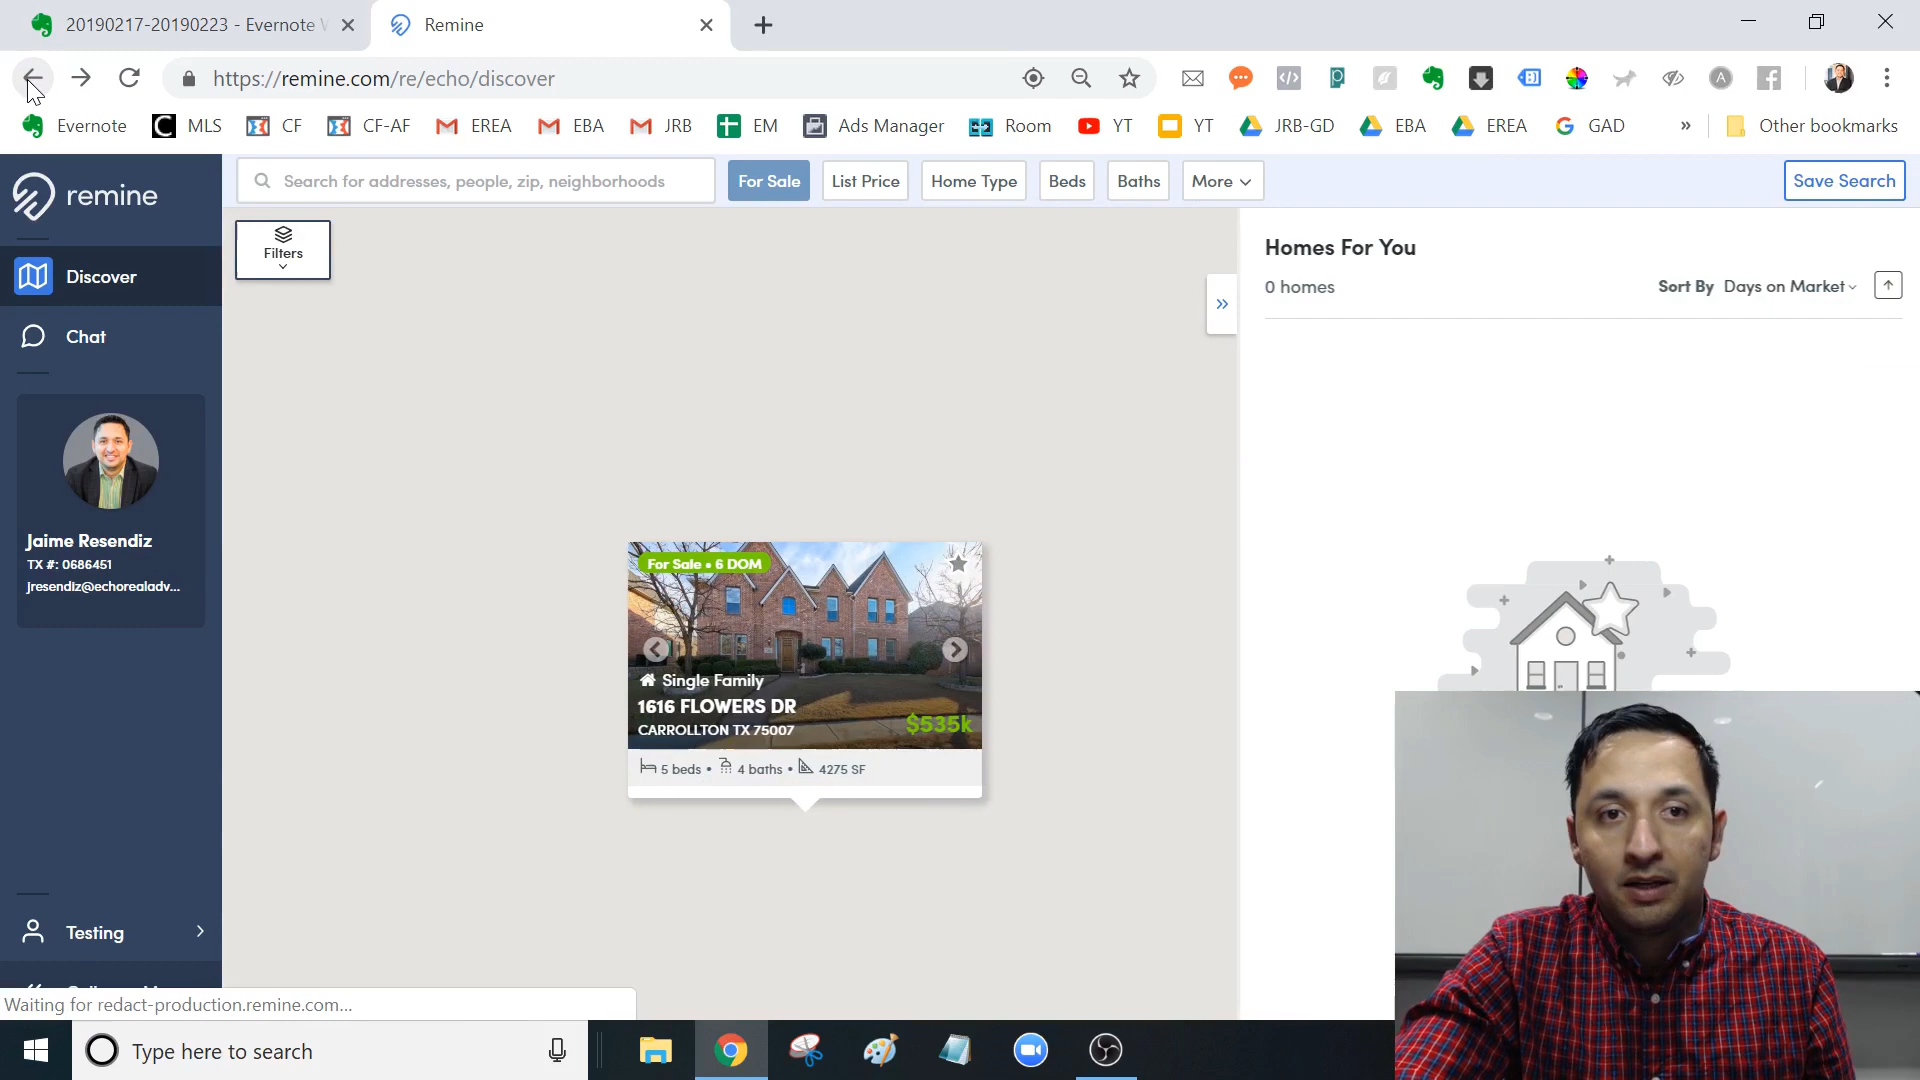 20190217-20190223 - Evernote
Remine
https://remine.com/re/echo/discover
Evernote
MLS
CF
CF-AF
EREA
EBA
JRB
EM
Ads Manager
Room
YT
YT
JRB-GD
EBA
EREA
GAD
»
Other bookmarks
remine
Search for addresses, people, zip, neighborhoods
For Sale
List Price
Home Type
Beds
Baths
More
Save Search
Filters
Discover
Chat
Homes For You
0 homes
Sort By Days on Market
Jaime Resendiz
TX #: 0686451
jresendiz@echorealadv...
For Sale • 6 DOM
Single Family
1616 FLOWERS DR
CARROLLTON TX 75007
$535k
5 beds • 4 baths • 4275 SF
Testing
Waiting for redact-production.remine.com...
Type here to search